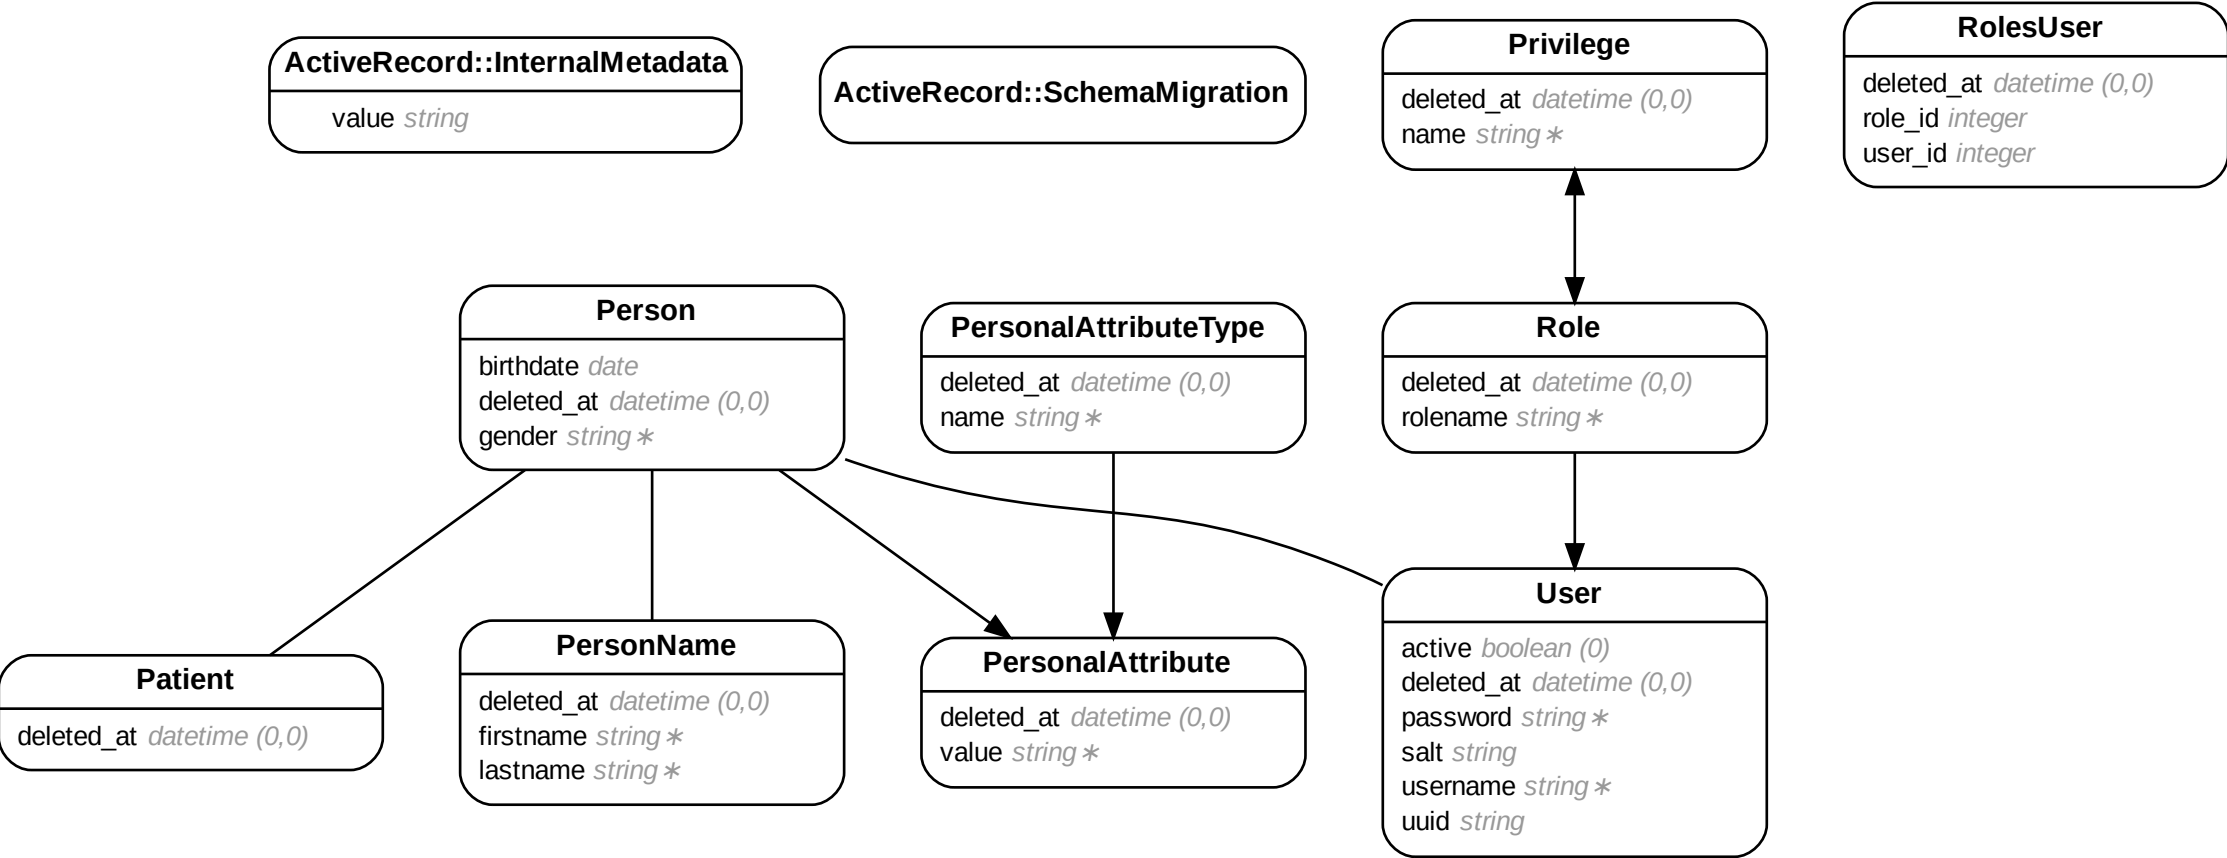 ActiveRecord::InternalMetadata
value string
ActiveRecord::SchemaMigration
Privilege
deleted_at datetime (0,0)
name string ∗
RolesUser
deleted_at datetime (0,0)
role_id integer
user_id integer
Person
birthdate date
deleted_at datetime (0,0)
gender string ∗
PersonalAttributeType
deleted_at datetime (0,0)
name string ∗
Role
deleted_at datetime (0,0)
rolename string ∗
Patient
deleted_at datetime (0,0)
PersonName
deleted_at datetime (0,0)
firstname string ∗
lastname string ∗
PersonalAttribute
deleted_at datetime (0,0)
value string ∗
User
active boolean (0)
deleted_at datetime (0,0)
password string ∗
salt string
username string ∗
uuid string